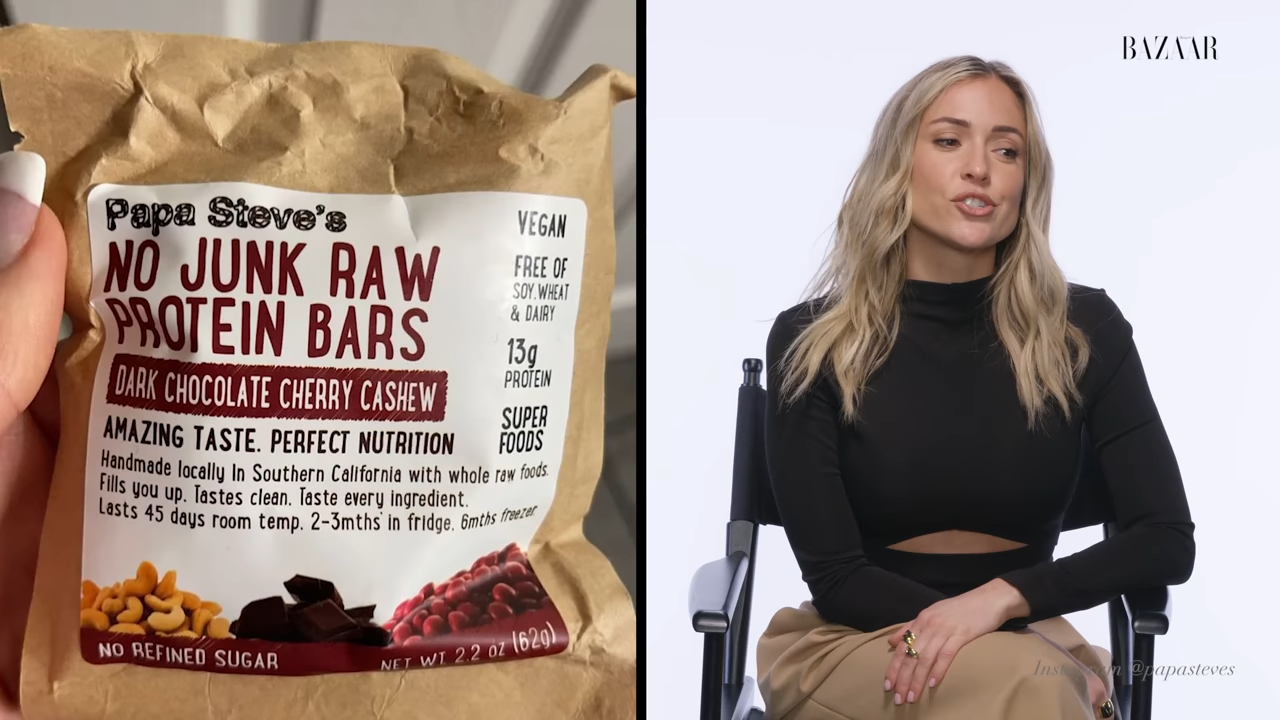 Papa Steve's
NO JUNK RAW
PROTEIN BARS
DARK CHOCOLATE CHERRY CASHEW
AMAZING TASTE. PERFECT NUTRITION
Handmade locally In Southern California with whole raw foods.
Fills you up. Tastes clean. Taste every ingredient.
Lasts 45 days room temp. 2-3mths in fridge. 6mths freezer
VEGAN
FREE OF
SOY, WHEAT
& DAIRY
13g
PROTEIN
SUPER
FOODS
NO REFINED SUGAR
NET WT 2.2 oz (62g)
BAZAAR
Instagram @papasteves